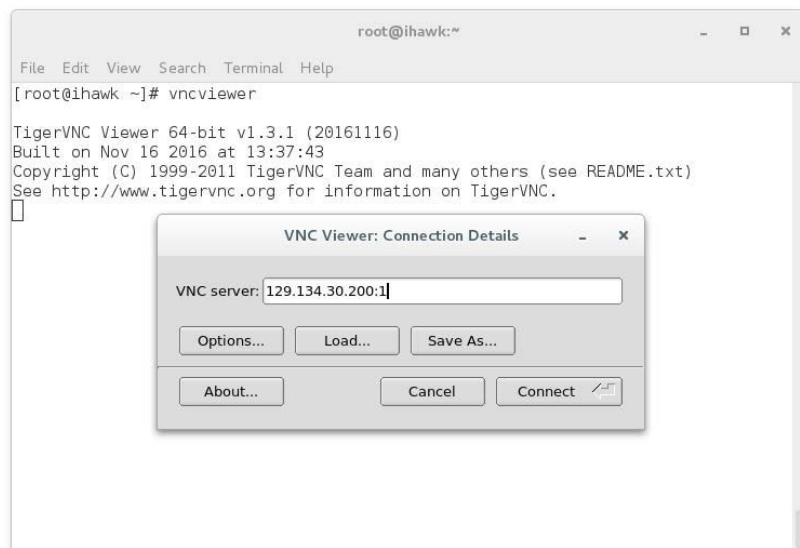 root@ihawk:~
File Edit View Search Terminal Help
[root@ihawk ~]# vncviewer
TigerVNC Viewer 64-bit v1.3.1 (20161116)
Built on Nov 16 2016 at 13:37:43
Copyright (C) 1999-2011 TigerVNC Team and many others (see README.txt)
See http://www.tigervnc.org for information on TigerVNC.
VNC Viewer: Connection Details
VNC server: 129.134.30.200:1
Options... Load... Save As...
About... Cancel Connect